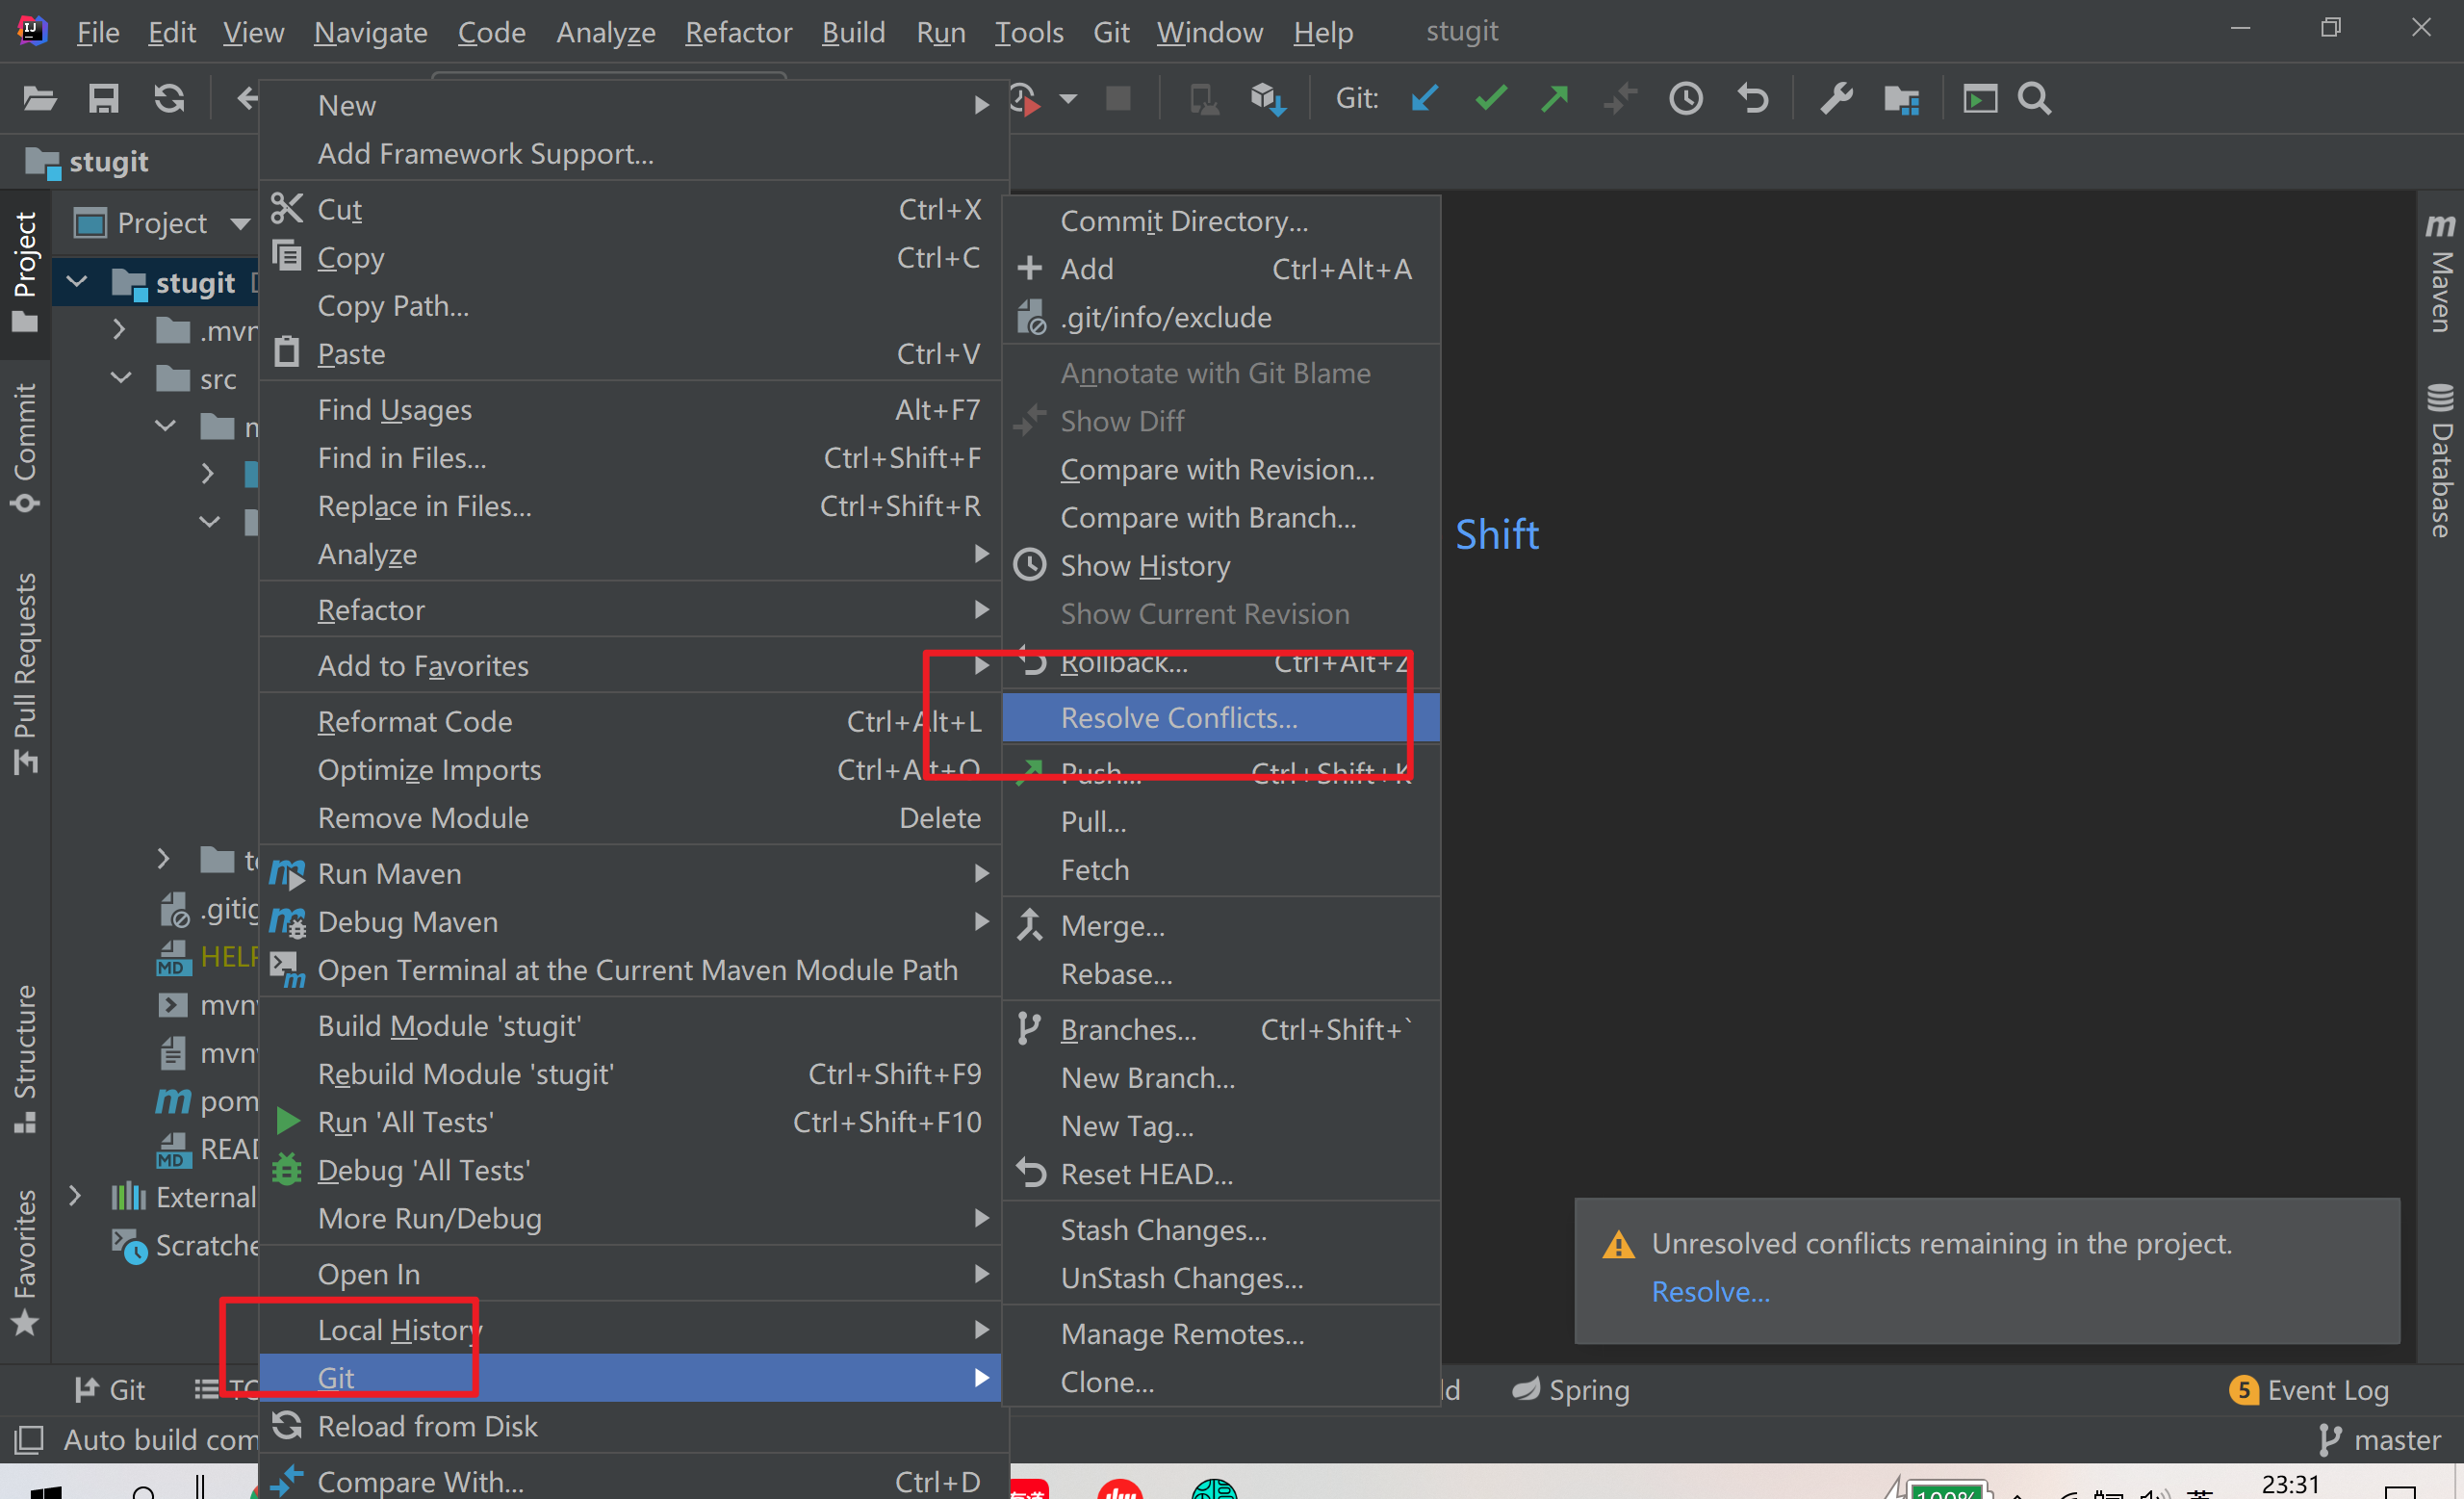 File Edit View Navigate Code Analyze Refactor Build Run Tools Git Window Help stugit
Git:
stugit
Project
stugit
.mvn
src
External
MD
MD
Project
Commit
Pull Requests
Structure
Favorites
New
Add Framework Support...
Cut Ctrl+X
Copy Ctrl+C
Copy Path...
Paste Ctrl+V
Find Usages Alt+F7
Find in Files... Ctrl+Shift+F
Replace in Files... Ctrl+Shift+R
Analyze
Refactor
Add to Favorites
Reformat Code Ctrl+Alt+L
Optimize Imports Ctrl+Alt+O
Remove Module Delete
Run Maven
Debug Maven
Open Terminal at the Current Maven Module Path
Build Module 'stugit'
Rebuild Module 'stugit' Ctrl+Shift+F9
Run 'All Tests' Ctrl+Shift+F10
Debug 'All Tests'
More Run/Debug
Open In
Local History
Git
Reload from Disk
Compare With... Ctrl+D
Commit Directory...
Add Ctrl+Alt+A
.git/info/exclude
Annotate with Git Blame
Show Diff
Compare with Revision...
Compare with Branch...
Show History
Show Current Revision
Rollback... Ctrl+Alt+Z
Resolve Conflicts...
Push... Ctrl+Shift+K
Pull...
Fetch
Merge...
Rebase...
Branches... Ctrl+Shift+`
New Branch...
New Tag...
Reset HEAD...
Stash Changes...
UnStash Changes...
Manage Remotes...
Clone...
Shift
Maven
Database
Unresolved conflicts remaining in the project.
Resolve...
Git
Spring
5 Event Log
Auto build com
master
100%
英
23:31